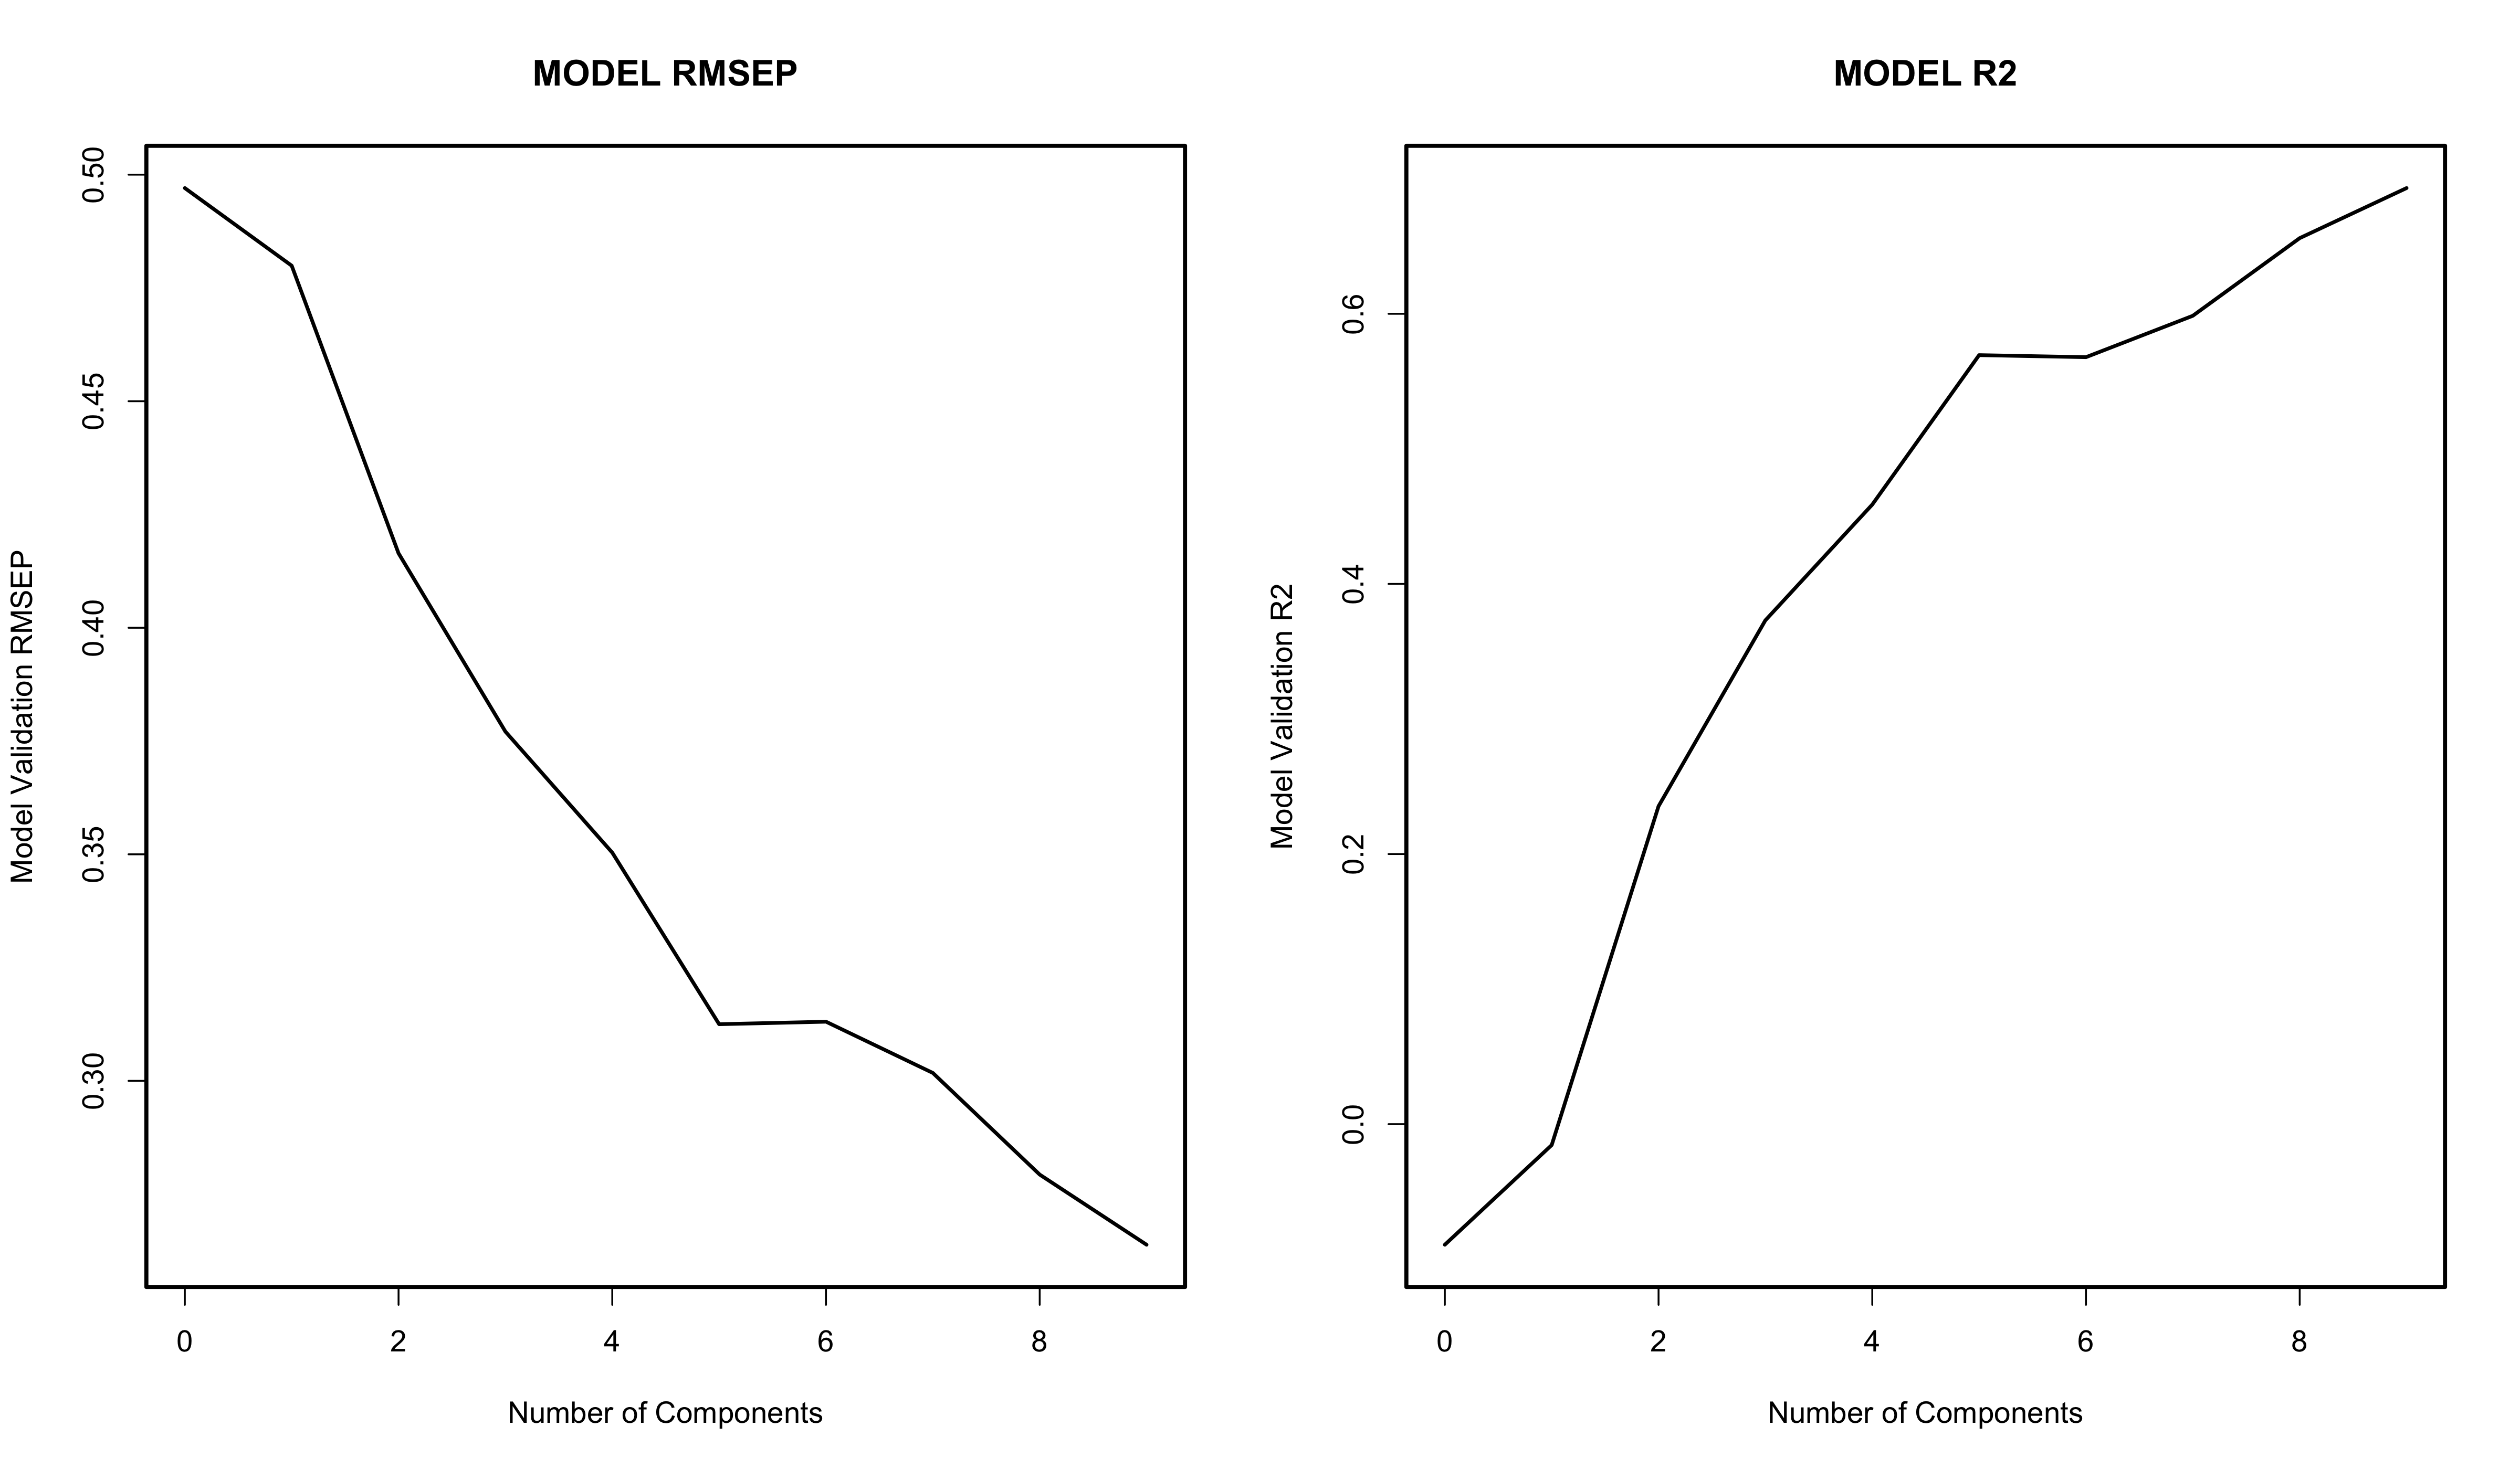 MODEL RMSEP
Model Validation RMSEP
0.50
0.45
0.40
0.35
0.30
0 2 4 6 8
Number of Components
MODEL R2
Model Validation R2
0.6
0.4
0.2
0.0
0 2 4 6 8
Number of Components